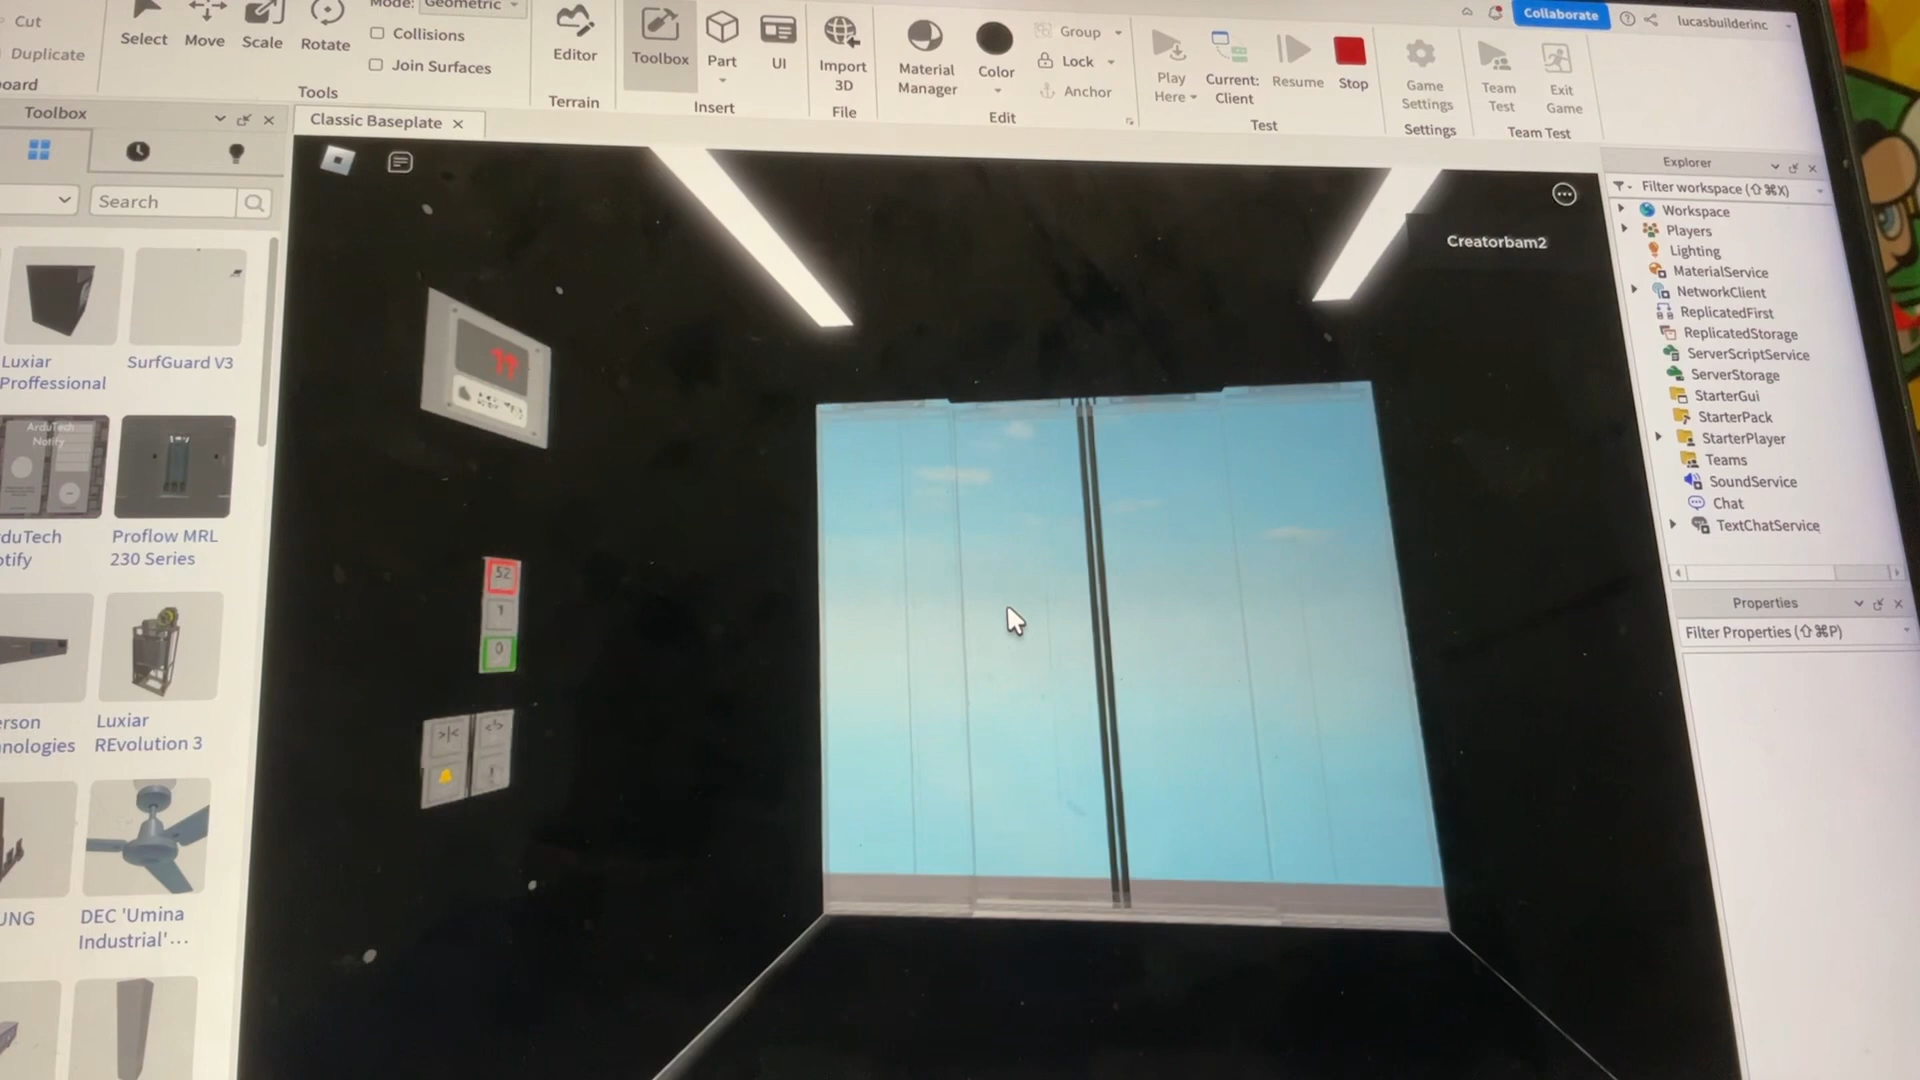 Cut
Duplicate
oard
Select
Move
Scale
Rotate
Mode: Geometric
Collisions
Join Surfaces
Tools
Editor
Terrain
Toolbox
Part
UI
Insert
Import
3D
File
Material
Manager
Color
Group
Lock
Anchor
Edit
Play
Here
Current:
Client
Resume
Stop
Test
Game
Settings
Settings
Team
Test
Exit
Game
Team Test
Collaborate
lucasbuilderinc
Toolbox
Search
Luxiar
Proffessional
SurfGuard V3
ArduTech
Notify
duTech
otify
Proflow MRL
230 Series
erson
nologies
Luxiar
REvolution 3
UNG
DEC 'Umina
Industrial'...
Classic Baseplate
Creatorbam2
52
1
0
>|<
Explorer
Filter workspace (⇧⌘X)
Workspace
Players
Lighting
MaterialService
NetworkClient
ReplicatedFirst
ReplicatedStorage
ServerScriptService
ServerStorage
StarterGui
StarterPack
StarterPlayer
Teams
SoundService
Chat
TextChatService
Properties
Filter Properties (⇧⌘P)